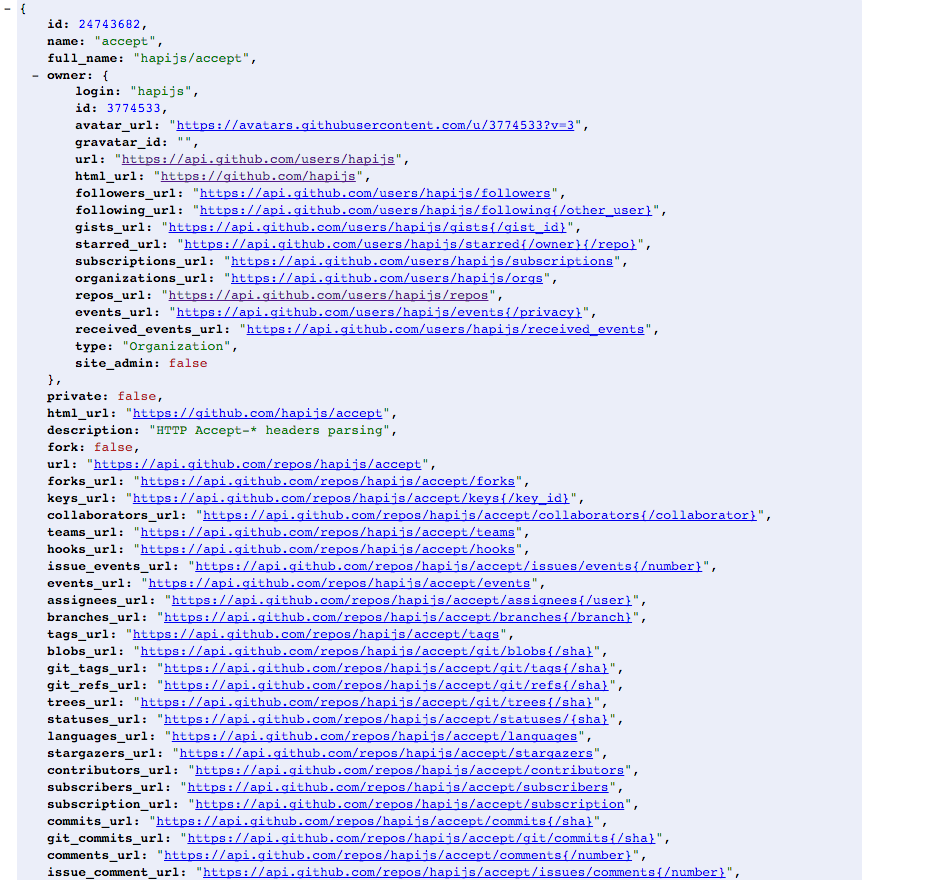 - {
id: 24743682,
name: "accept",
full_name: "hapijs/accept",
- owner: {
login: "hapijs",
id: 3774533,
avatar_url: "https://avatars.githubusercontent.com/u/3774533?v=3",
gravatar_id: "",
url: "https://api.github.com/users/hapijs",
html_url: "https://github.com/hapijs",
followers_url: "https://api.github.com/users/hapijs/followers",
following_url: "https://api.github.com/users/hapijs/following{/other_user}",
gists_url: "https://api.github.com/users/hapijs/gists{/gist_id}",
starred_url: "https://api.github.com/users/hapijs/starred{/owner}{/repo}",
subscriptions_url: "https://api.github.com/users/hapijs/subscriptions",
organizations_url: "https://api.github.com/users/hapijs/orgs",
repos_url: "https://api.github.com/users/hapijs/repos",
events_url: "https://api.github.com/users/hapijs/events{/privacy}",
received_events_url: "https://api.github.com/users/hapijs/received_events",
type: "Organization",
site_admin: false
},
private: false,
html_url: "https://github.com/hapijs/accept",
description: "HTTP Accept-* headers parsing",
fork: false,
url: "https://api.github.com/repos/hapijs/accept",
forks_url: "https://api.github.com/repos/hapijs/accept/forks",
keys_url: "https://api.github.com/repos/hapijs/accept/keys{/key_id}",
collaborators_url: "https://api.github.com/repos/hapijs/accept/collaborators{/collaborator}",
teams_url: "https://api.github.com/repos/hapijs/accept/teams",
hooks_url: "https://api.github.com/repos/hapijs/accept/hooks",
issue_events_url: "https://api.github.com/repos/hapijs/accept/issues/events{/number}",
events_url: "https://api.github.com/repos/hapijs/accept/events",
assignees_url: "https://api.github.com/repos/hapijs/accept/assignees{/user}",
branches_url: "https://api.github.com/repos/hapijs/accept/branches{/branch}",
tags_url: "https://api.github.com/repos/hapijs/accept/tags",
blobs_url: "https://api.github.com/repos/hapijs/accept/git/blobs{/sha}",
git_tags_url: "https://api.github.com/repos/hapijs/accept/git/tags{/sha}",
git_refs_url: "https://api.github.com/repos/hapijs/accept/git/refs{/sha}",
trees_url: "https://api.github.com/repos/hapijs/accept/git/trees{/sha}",
statuses_url: "https://api.github.com/repos/hapijs/accept/statuses/{sha}",
languages_url: "https://api.github.com/repos/hapijs/accept/languages",
stargazers_url: "https://api.github.com/repos/hapijs/accept/stargazers",
contributors_url: "https://api.github.com/repos/hapijs/accept/contributors",
subscribers_url: "https://api.github.com/repos/hapijs/accept/subscribers",
subscription_url: "https://api.github.com/repos/hapijs/accept/subscription",
commits_url: "https://api.github.com/repos/hapijs/accept/commits{/sha}",
git_commits_url: "https://api.github.com/repos/hapijs/accept/git/commits{/sha}",
comments_url: "https://api.github.com/repos/hapijs/accept/comments{/number}",
issue_comment_url: "https://api.github.com/repos/hapijs/accept/issues/comments{/number}",